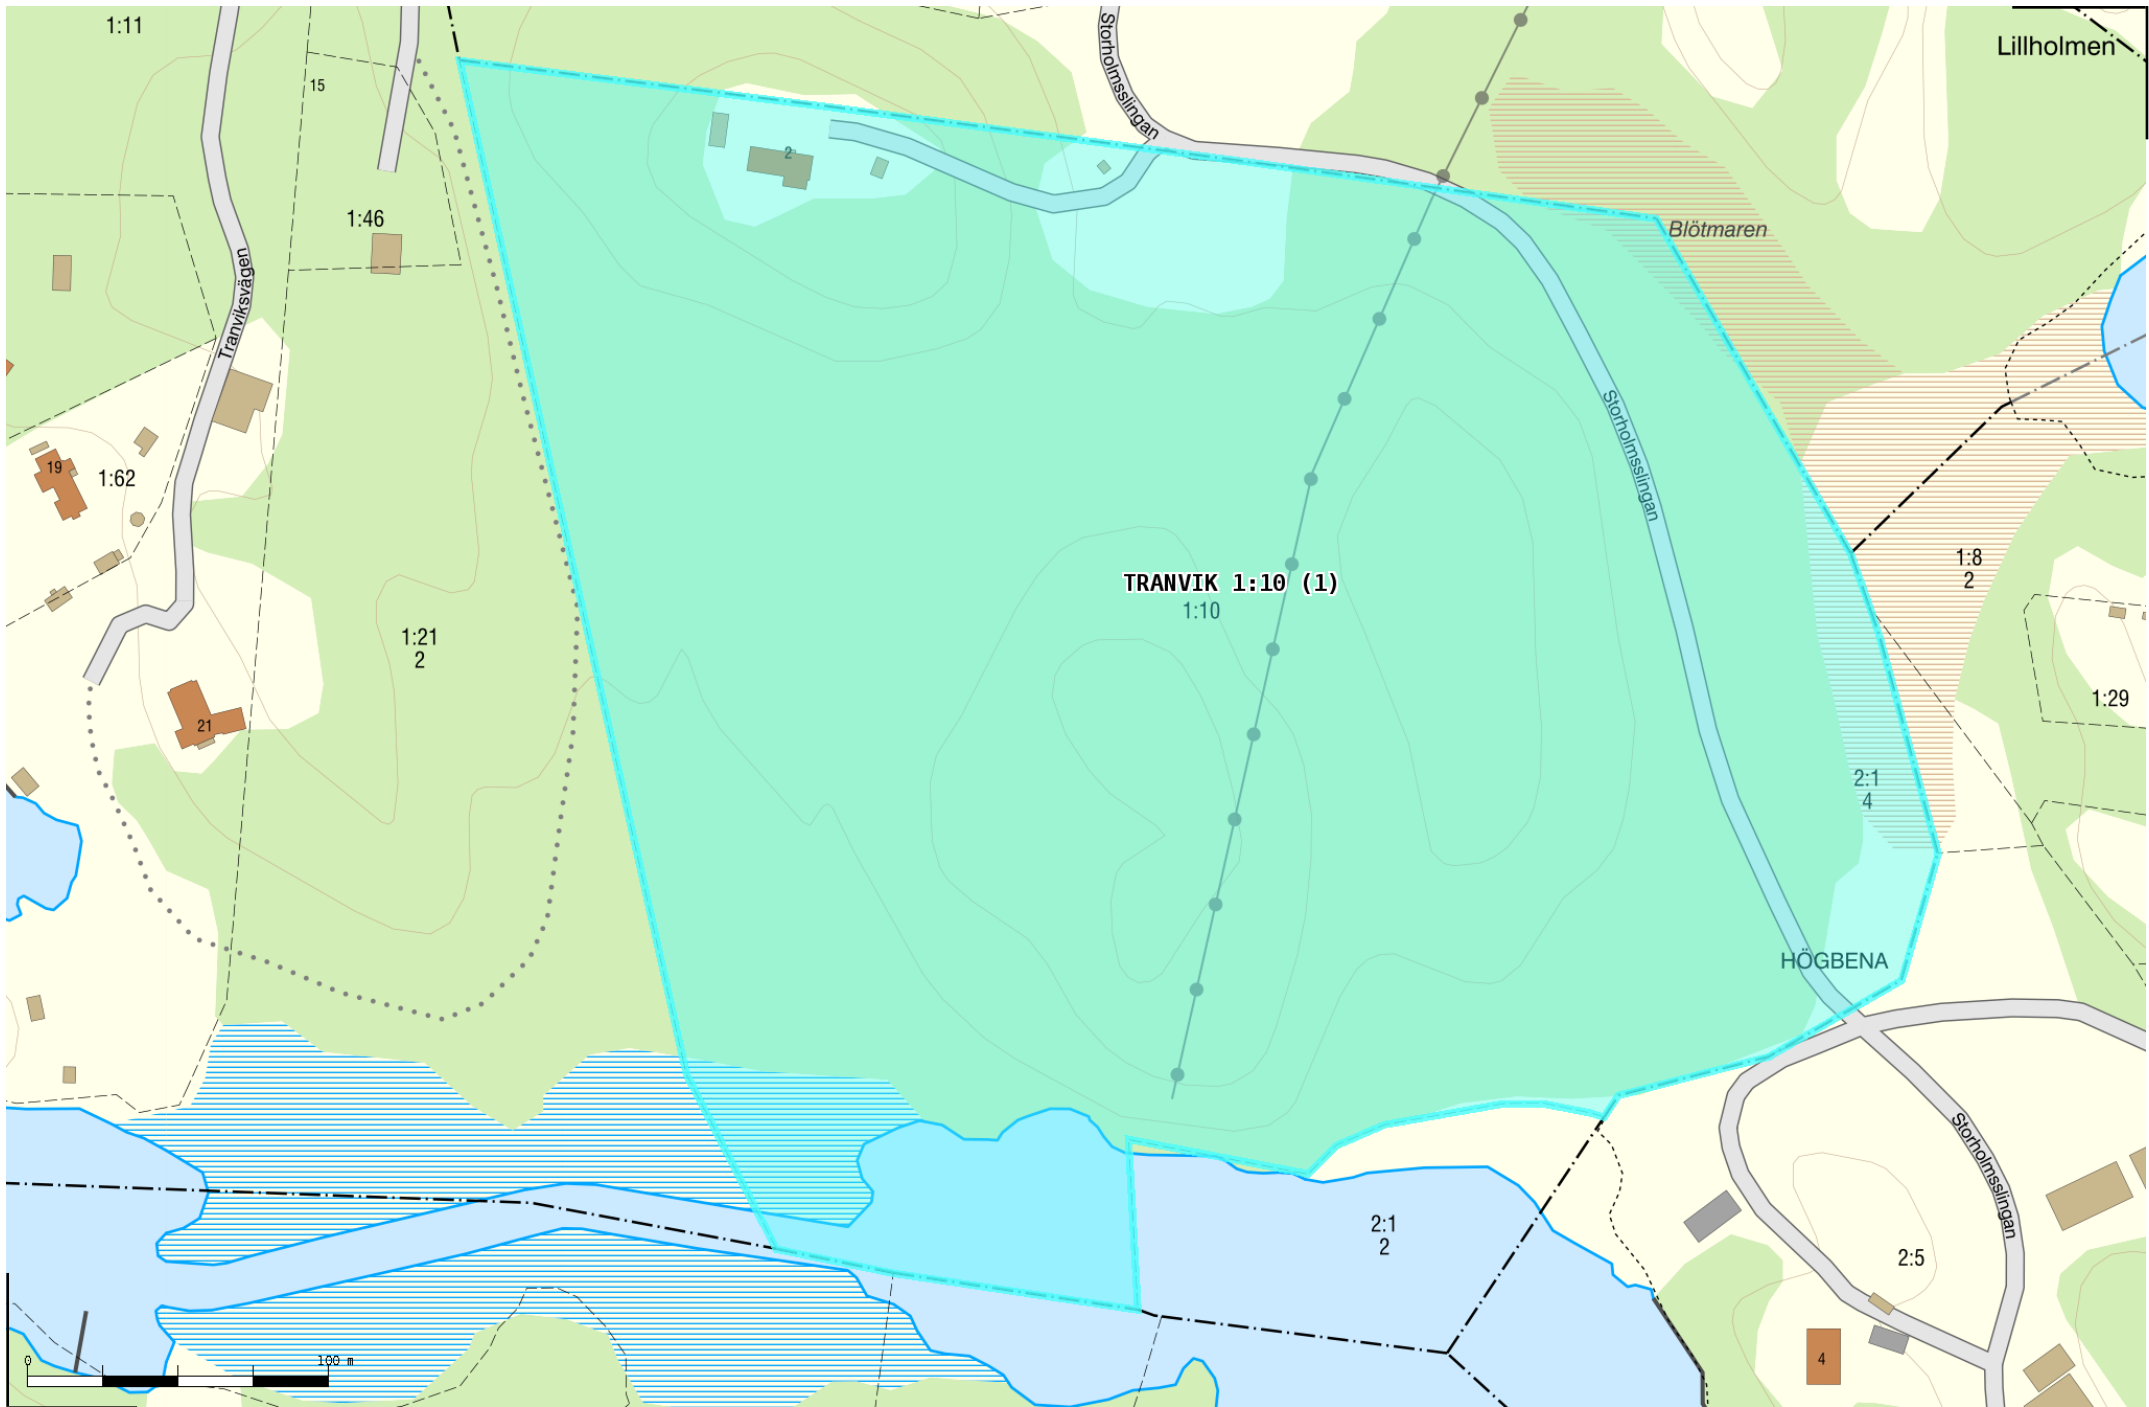 1:11
Lillholmen
Storholmsslingan
15
2
1:46
Blötmaren
Tranviksvägen
Storholmsslingan
19
1:62
1:8
2
TRANVIK 1:10 (1)
1:10
1:21
2
1:29
21
2:1
4
HÖGBENA
Storholmsslingan
2:1
2
2:5
4
0
100 m